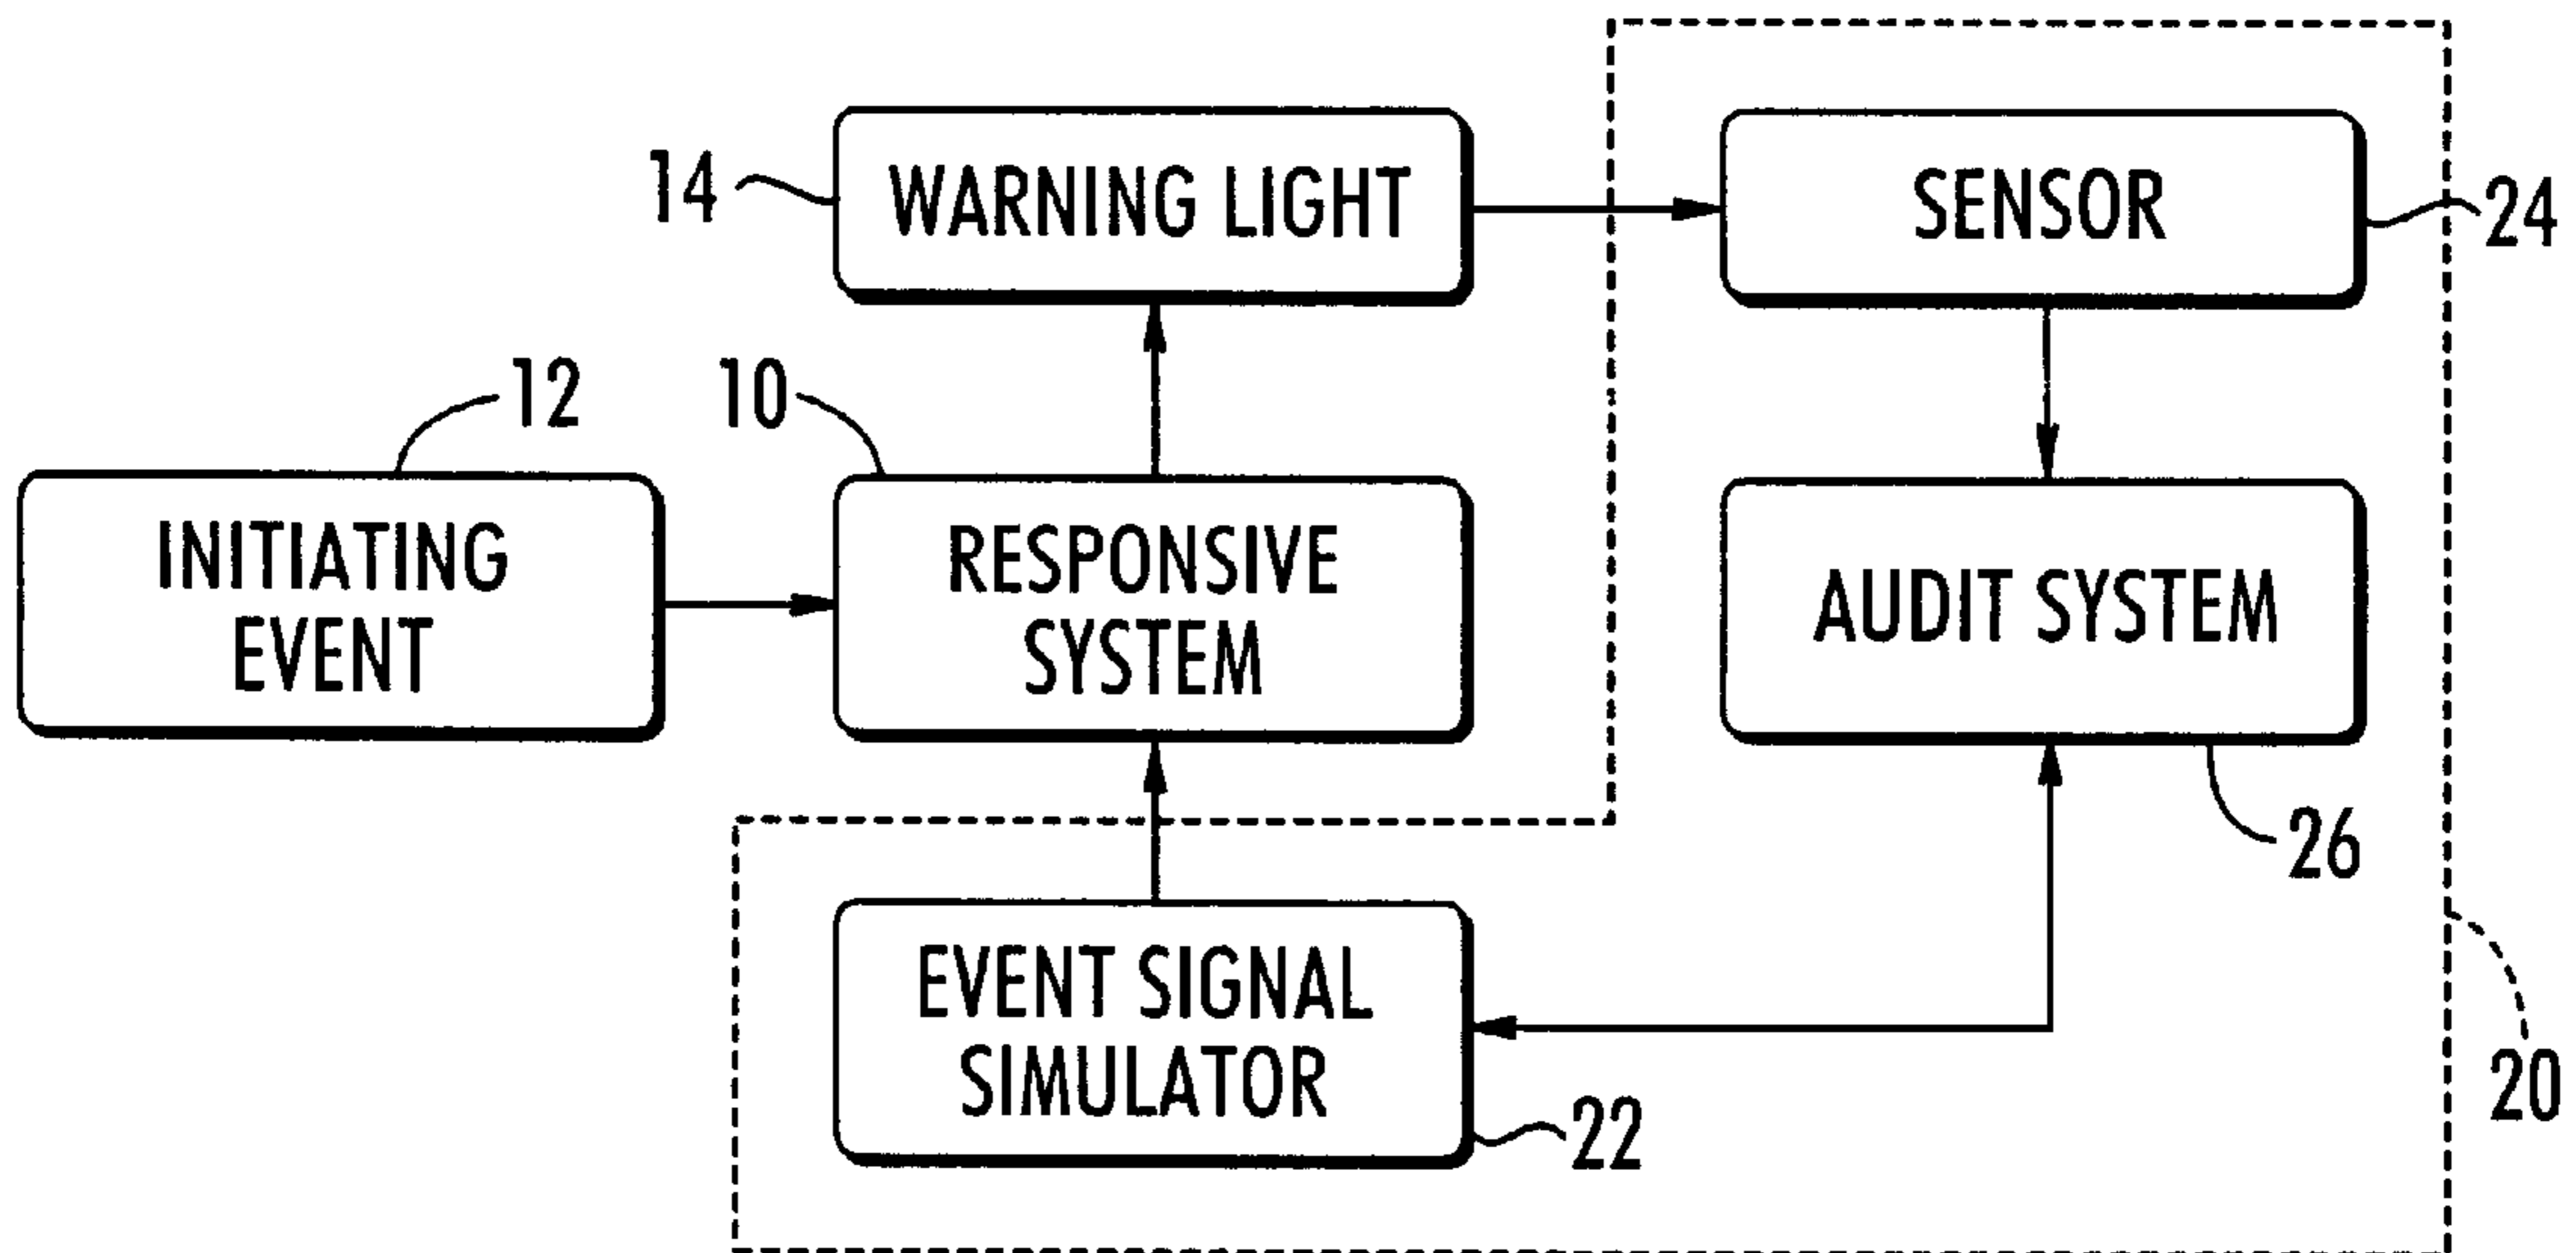 14
WARNING LIGHT
SENSOR
24
12
10
INITIATING
EVENT
RESPONSIVE
SYSTEM
AUDIT SYSTEM
26
EVENT SIGNAL
SIMULATOR
22
20